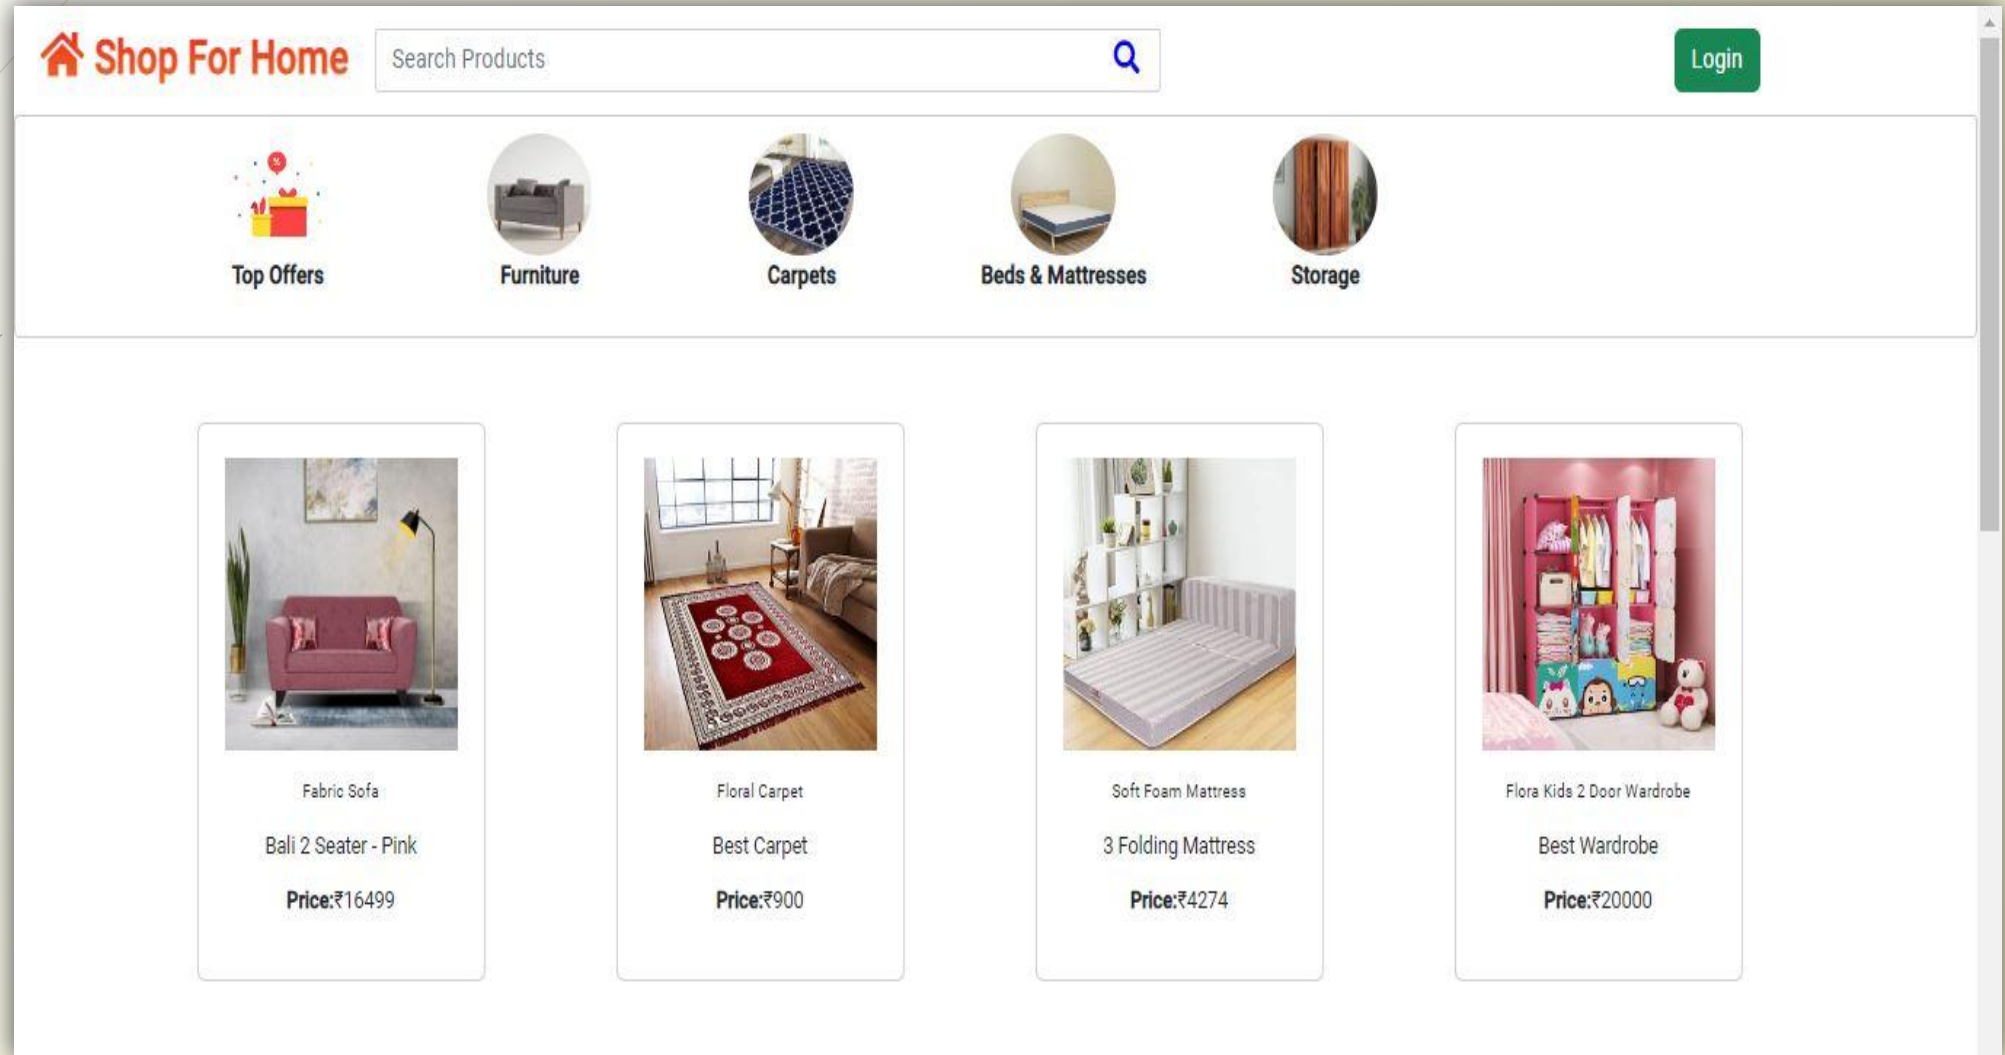 Shop For Home
Search Products
Login
%
Top Offers
Furniture
Carpets
Beds & Mattresses
Storage
Fabric Sofa
Bali 2 Seater - Pink
Price:₹16499
Floral Carpet
Best Carpet
Price:₹900
Soft Foam Mattress
3 Folding Mattress
Price:₹4274
Flora Kids 2 Door Wardrobe
Best Wardrobe
Price:₹20000